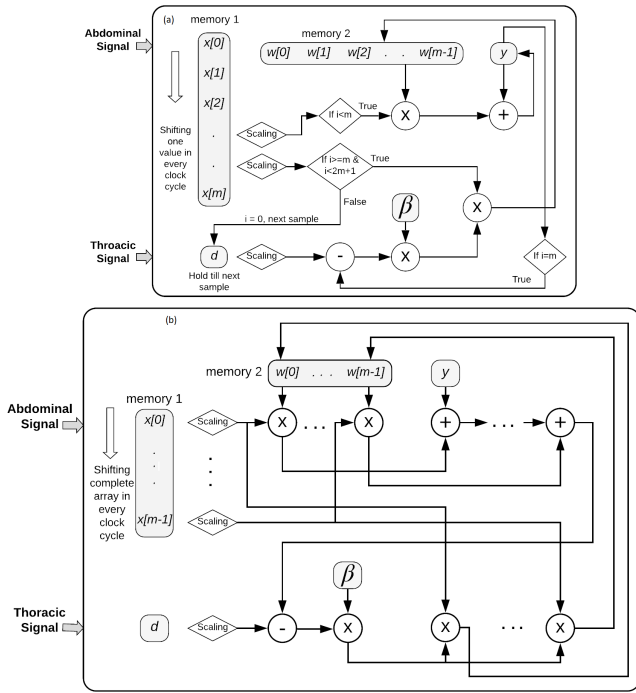 (a)
memory 1
Abdominal
Signal
x[0]
x[1]
x[2]
.
.
x[m]
Shifting
one
value in
every
clock
cycle
memory 2
w[0] w[1] w[2] . . w[m-1]
y
Scaling
If i<m
True
X
+
Scaling
If i>=m &
i<2m+1
True
False
X
β
i = 0, next sample
Throacic
Signal
d
Hold till next
sample
Scaling
-
X
If i=m
True
(b)
memory 2
w[0] . . . w[m-1]
y
memory 1
Abdominal
Signal
x[0]
.
.
.
x[m-1]
Shifting
complete
array in
every
clock
cycle
Scaling
X . . . X
+ . . . +
.
.
.
Scaling
β
Thoracic
Signal
d
Scaling
-
X
X . . . X